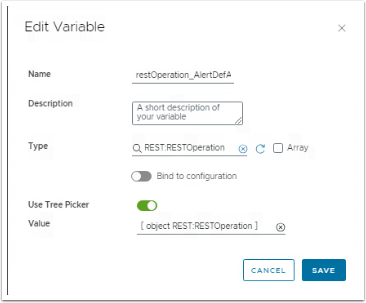 Edit Variable
Name
restOperation_AlertDefA
Description
A short description of
your variable
Type
REST:RESTOperation
Array
Bind to configuration
Use Tree Picker
Value
[ object REST:RESTOperation ]
CANCEL
SAVE